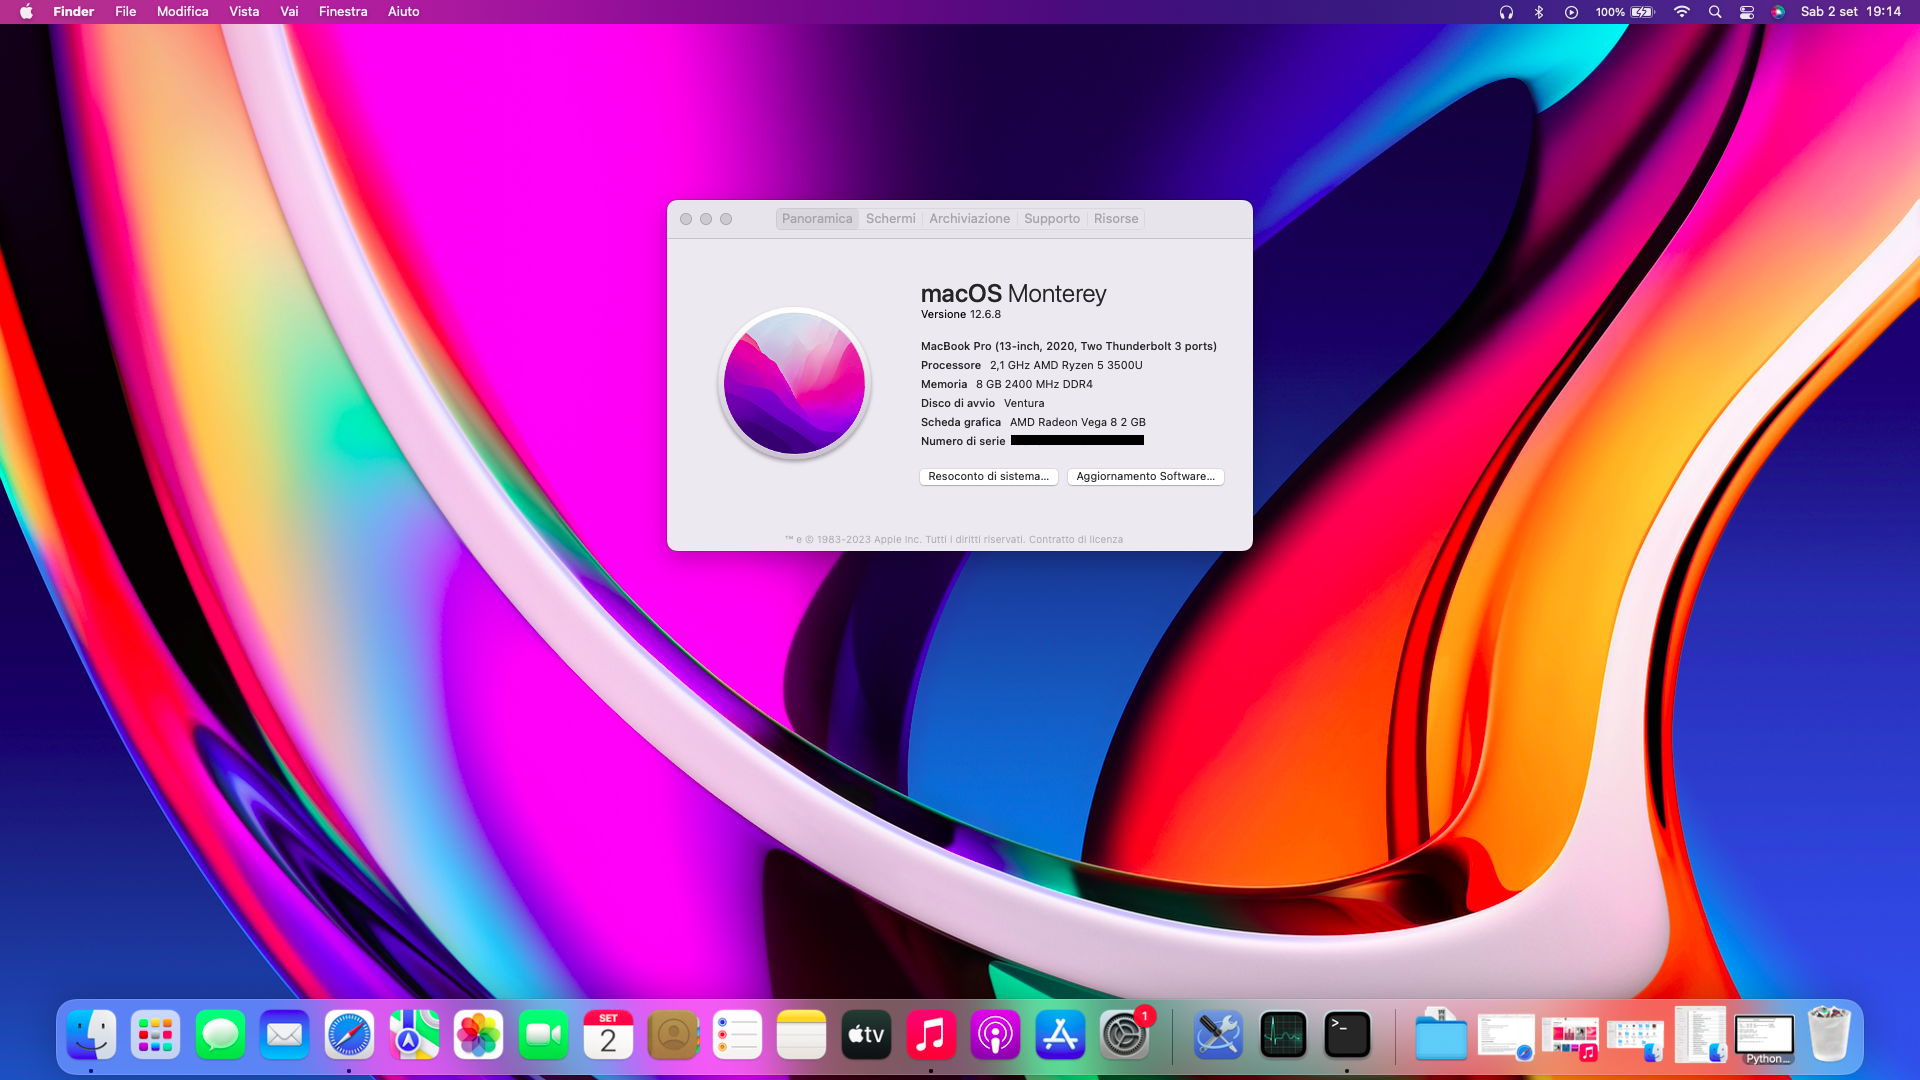 Finder File Modifica Vista Vai Finestra Aiuto 100% Sab 2 set 19:14
Panoramica Schermi Archiviazione Supporto Risorse
macOS Monterey
Versione 12.6.8
MacBook Pro (13-inch, 2020, Two Thunderbolt 3 ports)
Processore 2,1 GHz AMD Ryzen 5 3500U
Memoria 8 GB 2400 MHz DDR4
Disco di avvio Ventura
Scheda grafica AMD Radeon Vega 8 2 GB
Numero di serie
Resoconto di sistema... Aggiornamento Software...
™ e © 1983-2023 Apple Inc. Tutti i diritti riservati. Contratto di licenza
SET
2
tv
1
>_
Python...